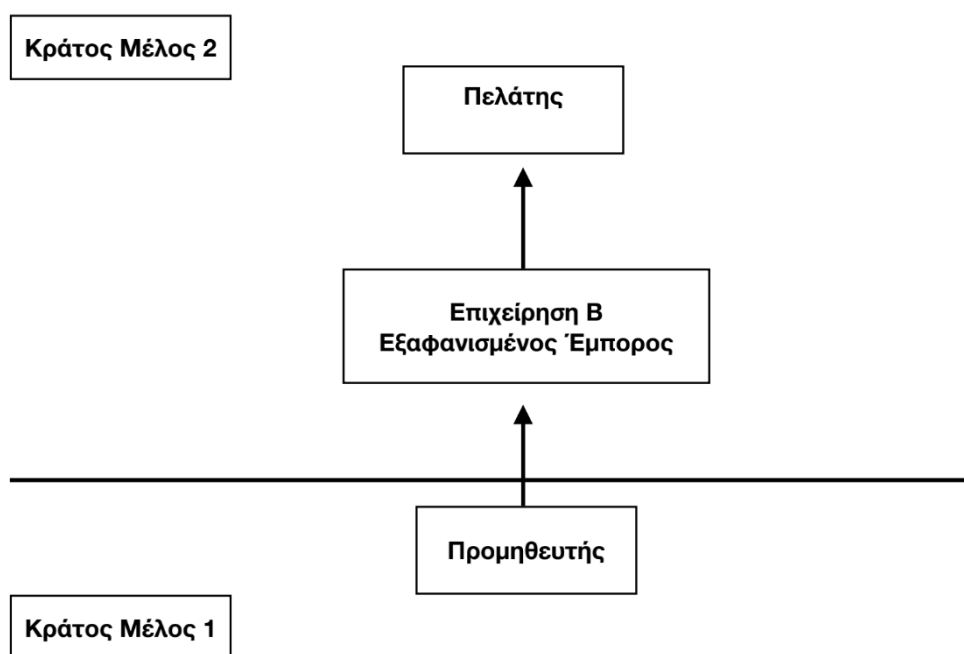 Κράτος Μέλος 2
Πελάτης
Επιχείρηση Β
Εξαφανισμένος Έμπορος
Προμηθευτής
Κράτος Μέλος 1